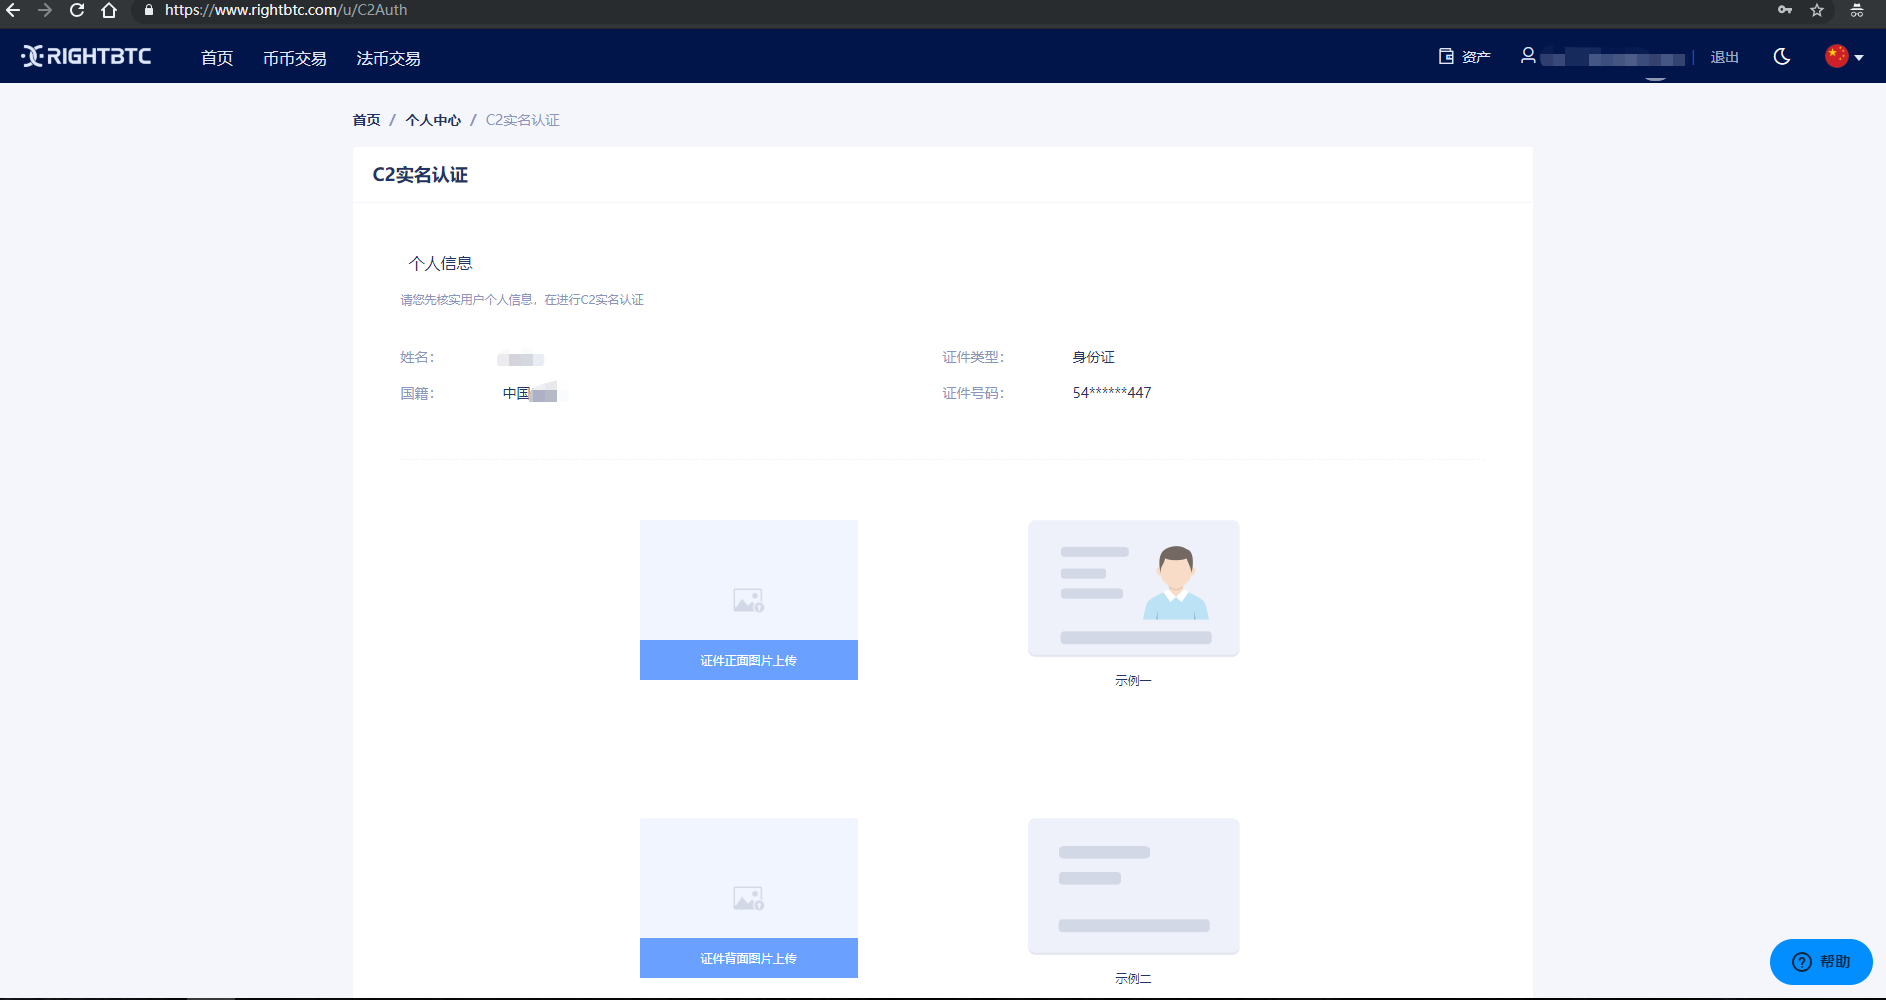 https://www.rightbtc.com/u/C2Auth
RIGHTBTC 首页 币币交易 法币交易 资产 退出
首页 / 个人中心 / C2实名认证
C2实名认证
个人信息
请您先核实用户个人信息，在进行C2实名认证
姓名： 证件类型： 身份证
国籍： 中国 证件号码： 54******447
证件正面图片上传
示例一
证件背面图片上传
示例二
帮助